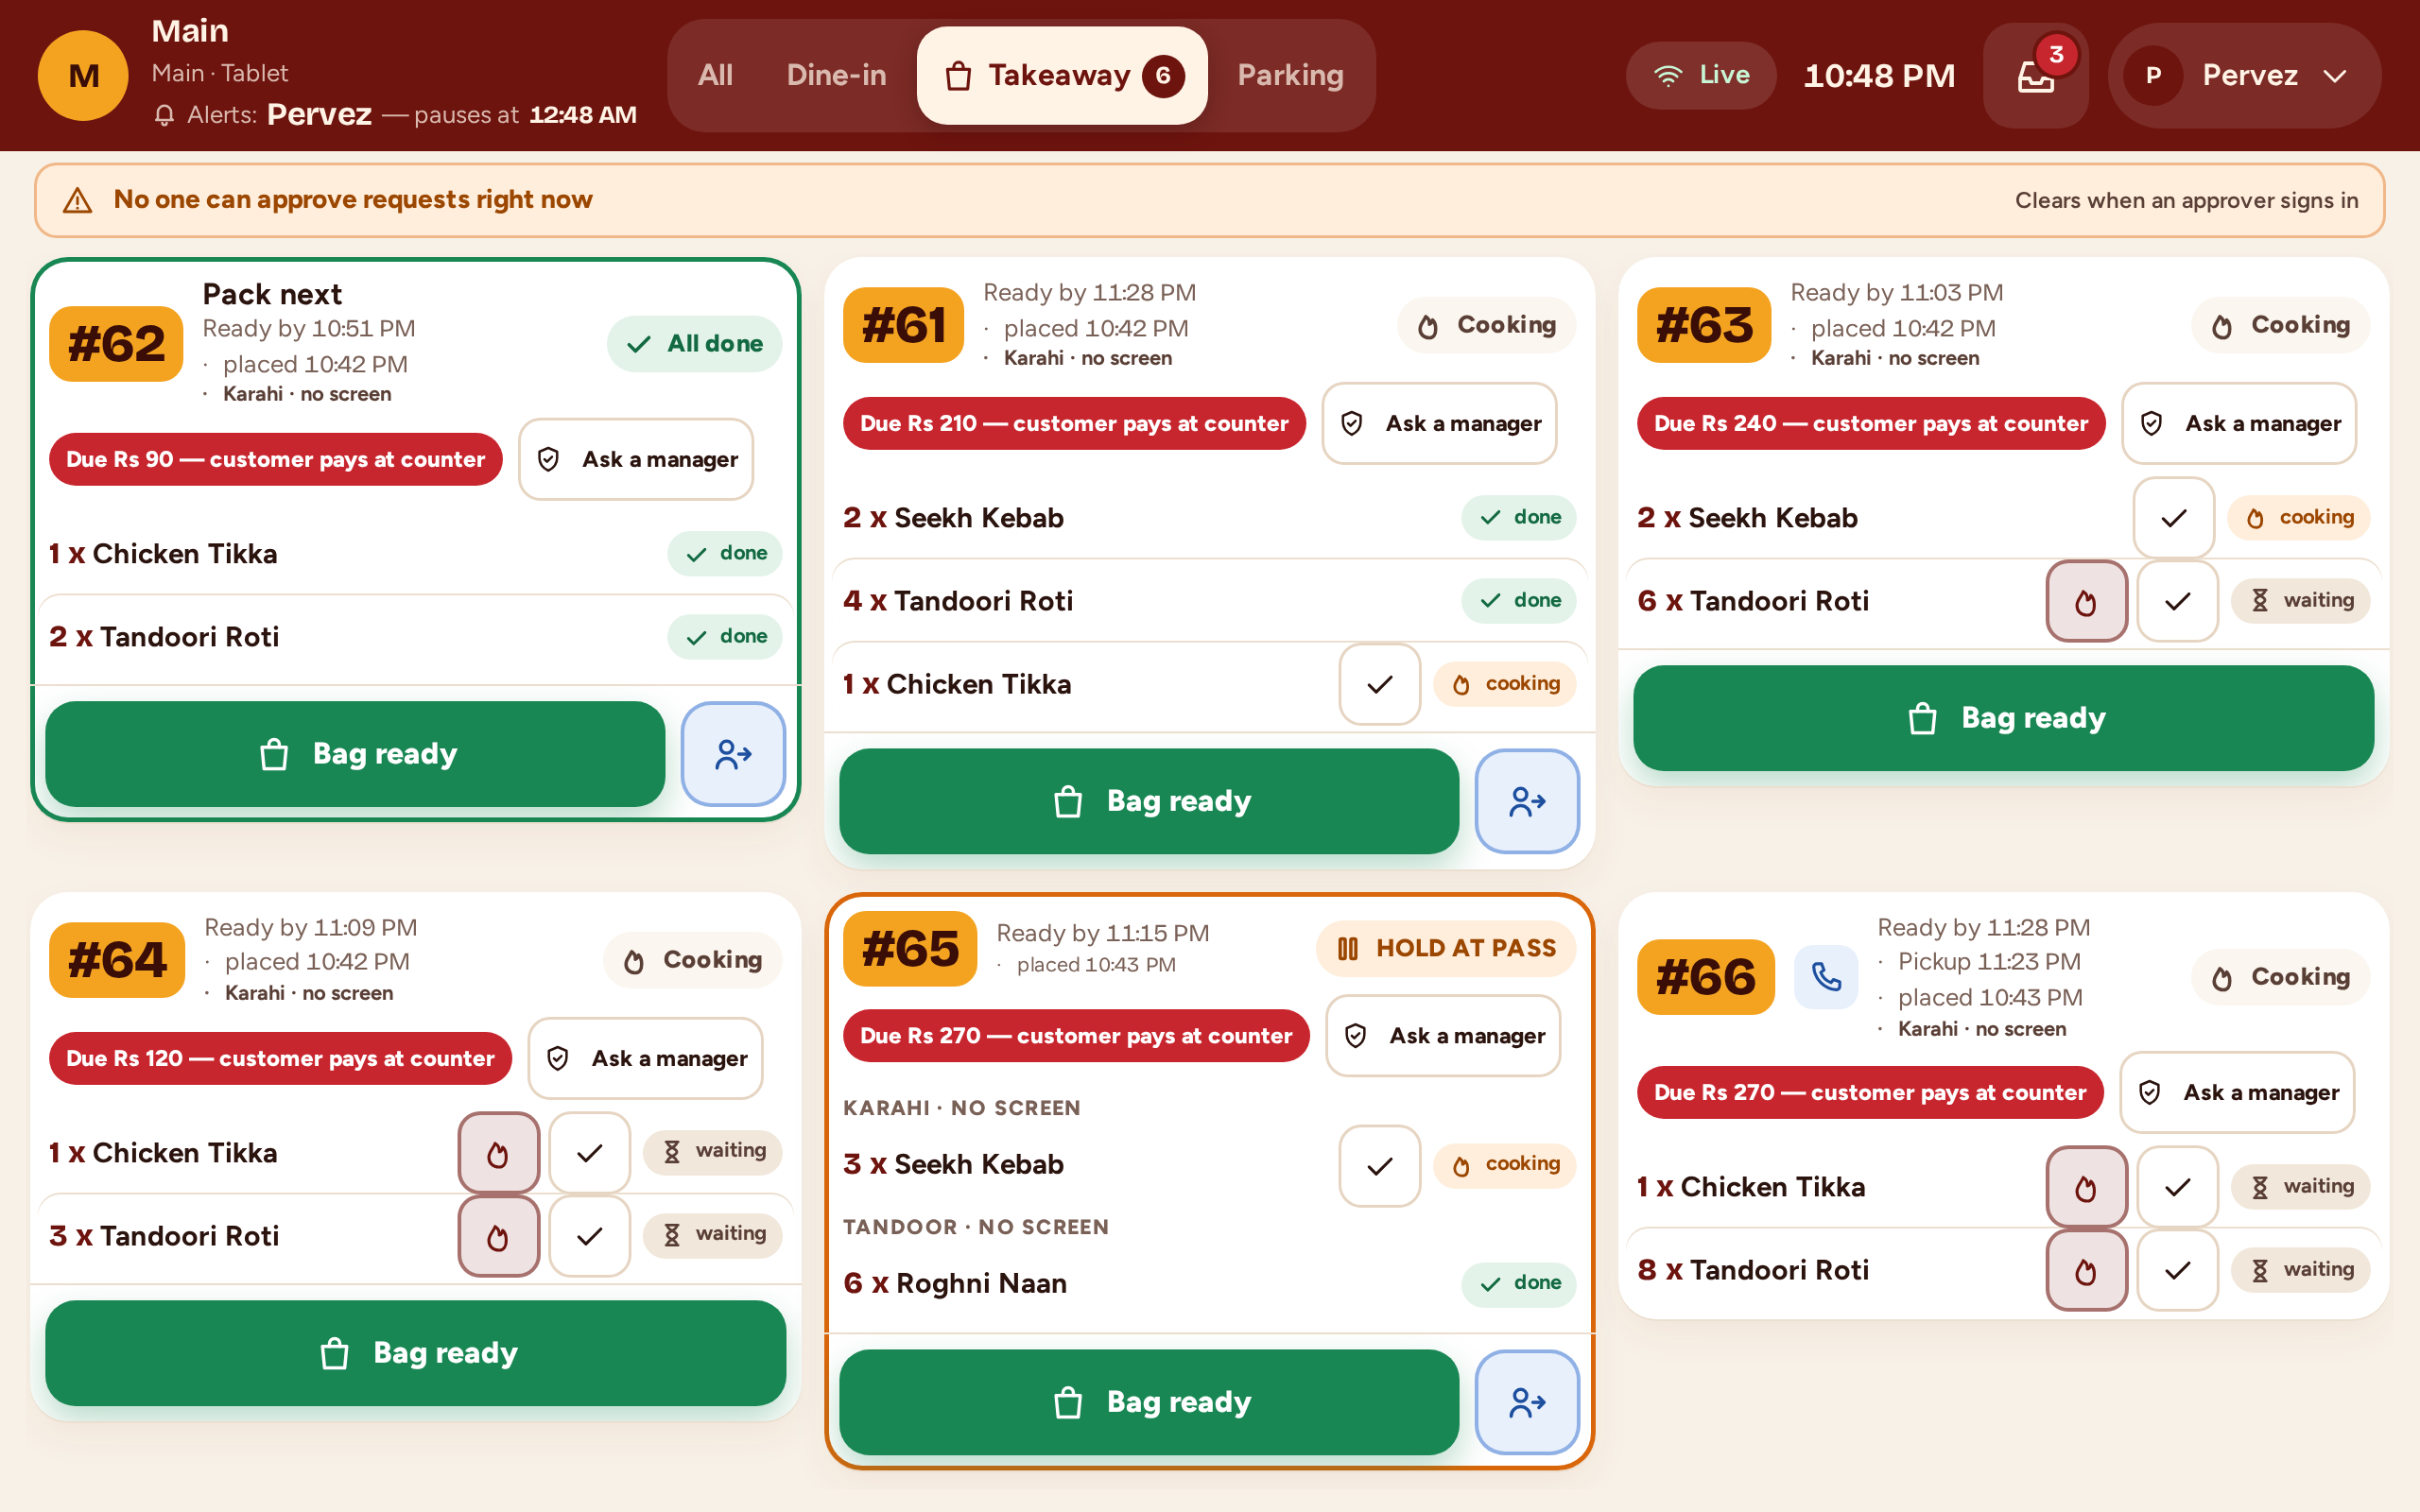 M
Main
Main · Tablet
Alerts: Pervez — pauses at 12:48 AM
All
Dine-in
Takeaway 6
Parking
Live
10:48 PM
3
P
Pervez
No one can approve requests right now
Clears when an approver signs in
#62
Pack next
Ready by 10:51 PM
· placed 10:42 PM
· Karahi · no screen
All done
Due Rs 90 — customer pays at counter
Ask a manager
1 x Chicken Tikka
done
2 x Tandoori Roti
done
Bag ready
#61
Ready by 11:28 PM
· placed 10:42 PM
· Karahi · no screen
Cooking
Due Rs 210 — customer pays at counter
Ask a manager
2 x Seekh Kebab
done
4 x Tandoori Roti
done
1 x Chicken Tikka
cooking
Bag ready
#63
Ready by 11:03 PM
· placed 10:42 PM
· Karahi · no screen
Cooking
Due Rs 240 — customer pays at counter
Ask a manager
2 x Seekh Kebab
cooking
6 x Tandoori Roti
waiting
Bag ready
#64
Ready by 11:09 PM
· placed 10:42 PM
· Karahi · no screen
Cooking
Due Rs 120 — customer pays at counter
Ask a manager
1 x Chicken Tikka
waiting
3 x Tandoori Roti
waiting
Bag ready
#65
Ready by 11:15 PM
· placed 10:43 PM
HOLD AT PASS
Due Rs 270 — customer pays at counter
Ask a manager
KARAHI · NO SCREEN
3 x Seekh Kebab
cooking
TANDOOR · NO SCREEN
6 x Roghni Naan
done
Bag ready
#66
Ready by 11:28 PM
· Pickup 11:23 PM
· placed 10:43 PM
· Karahi · no screen
Cooking
Due Rs 270 — customer pays at counter
Ask a manager
1 x Chicken Tikka
waiting
8 x Tandoori Roti
waiting